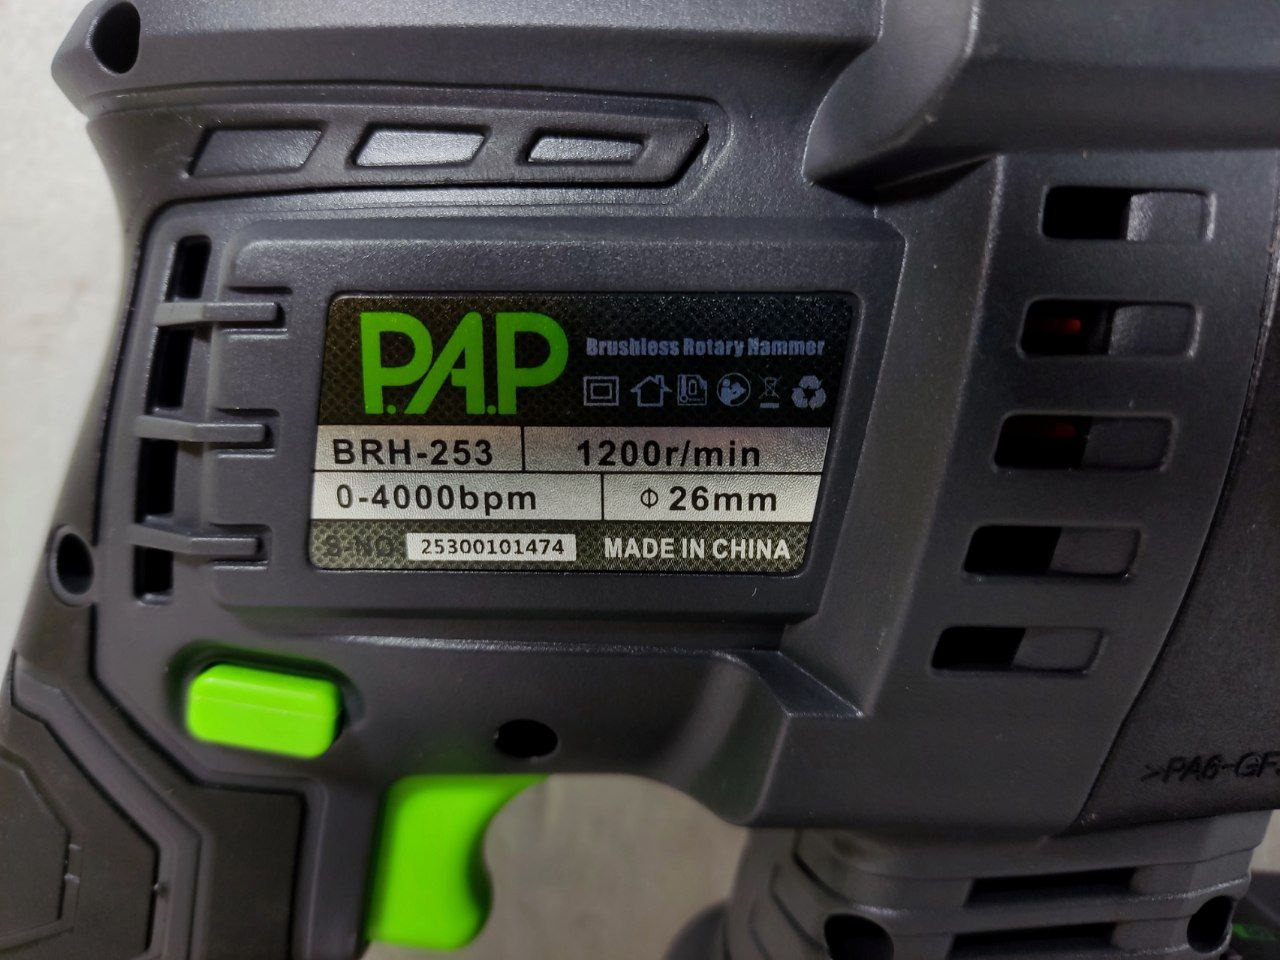 P.A.P
Brushless Rotary Hammer
BRH-253
1200r/min
0-4000bpm
Φ 26mm
S-NO:
25300101474
MADE IN CHINA
>PA6-GF